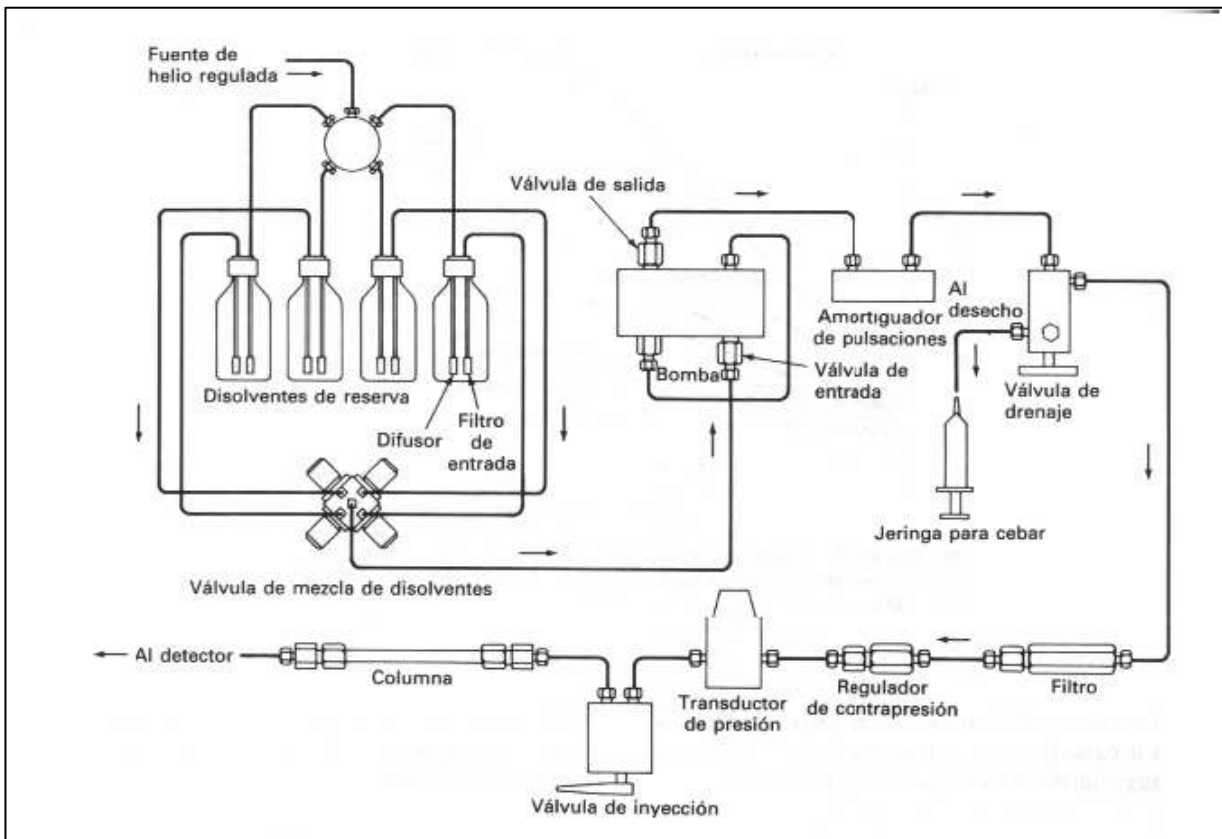 Fuente de
helio regulada
Válvula de salida
Al
desecho
Amortiguador
de pulsaciones
Bomba
Válvula de
entrada
Válvula de
drenaje
Disolventes de reserva
Difusor
Filtro
de
entrada
Jeringa para cebar
Válvula de mezcla de disolventes
Al detector
Columna
Transductor
de presión
Regulador
de contrapresión
Filtro
Válvula de inyección